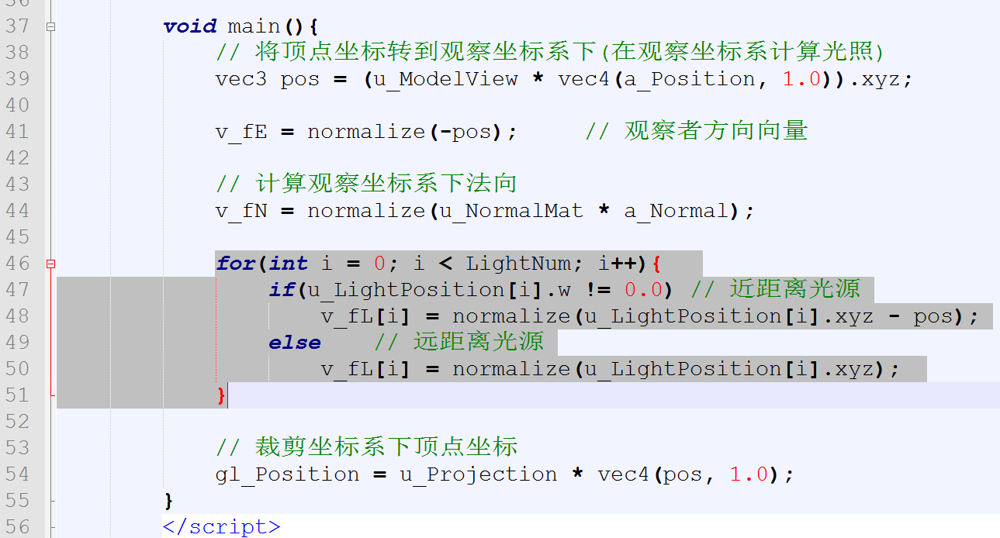 37 void main(){
38 // 将顶点坐标转到观察坐标系下(在观察坐标系计算光照)
39 vec3 pos = (u_ModelView * vec4(a_Position, 1.0)).xyz;
40
41 v_fE = normalize(-pos); // 观察者方向向量
42
43 // 计算观察坐标系下法向
44 v_fN = normalize(u_NormalMat * a_Normal);
45
46 for(int i = 0; i < LightNum; i++){
47 if(u_LightPosition[i].w != 0.0) // 近距离光源
48 v_fL[i] = normalize(u_LightPosition[i].xyz - pos);
49 else // 远距离光源
50 v_fL[i] = normalize(u_LightPosition[i].xyz);
51 }
52
53 // 裁剪坐标系下顶点坐标
54 gl_Position = u_Projection * vec4(pos, 1.0);
55 }
56 </script>